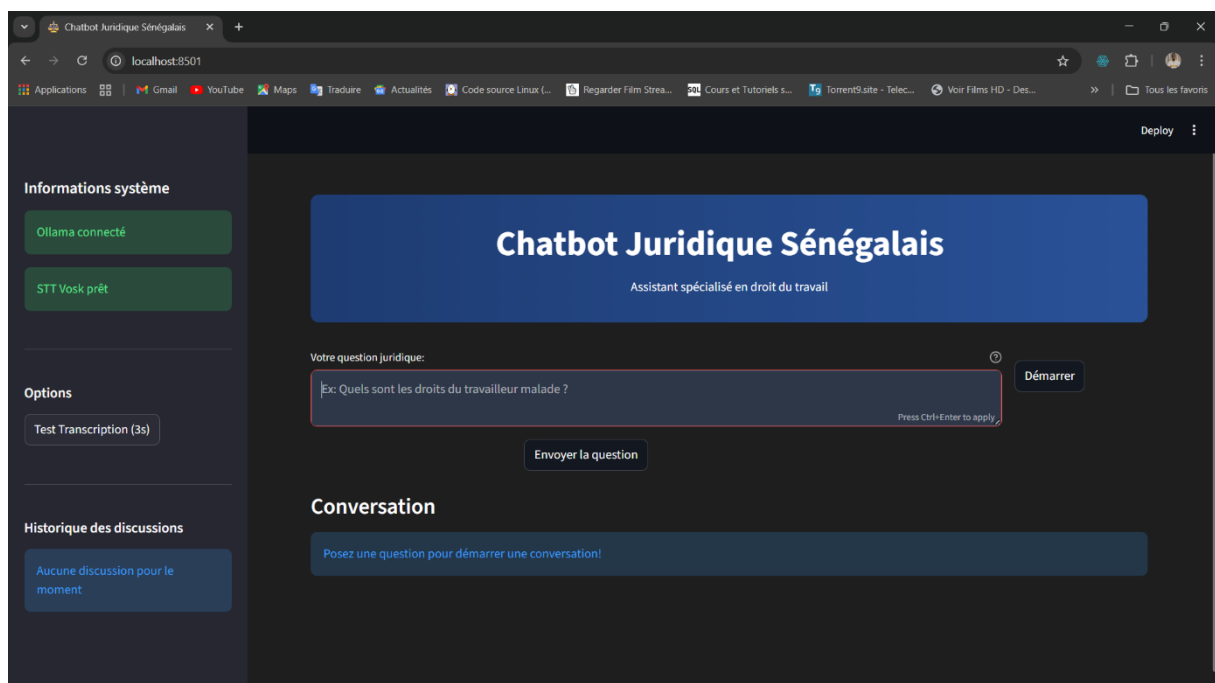 Chatbot Juridique Sénégalais
localhost:8501
Applications Gmail YouTube Maps Traduire Actualités Code source Linux (... Regarder Film Strea... SQL Cours et Tutoriels s... T9 Torrent9.site - Telec... Voir Films HD - Des... » Tous les favoris
Deploy
Informations système
Ollama connecté
STT Vosk prêt
Options
Test Transcription (3s)
Historique des discussions
Aucune discussion pour le
moment
Chatbot Juridique Sénégalais
Assistant spécialisé en droit du travail
Votre question juridique:
Ex: Quels sont les droits du travailleur malade ?
Press Ctrl+Enter to apply
Démarrer
Envoyer la question
Conversation
Posez une question pour démarrer une conversation!